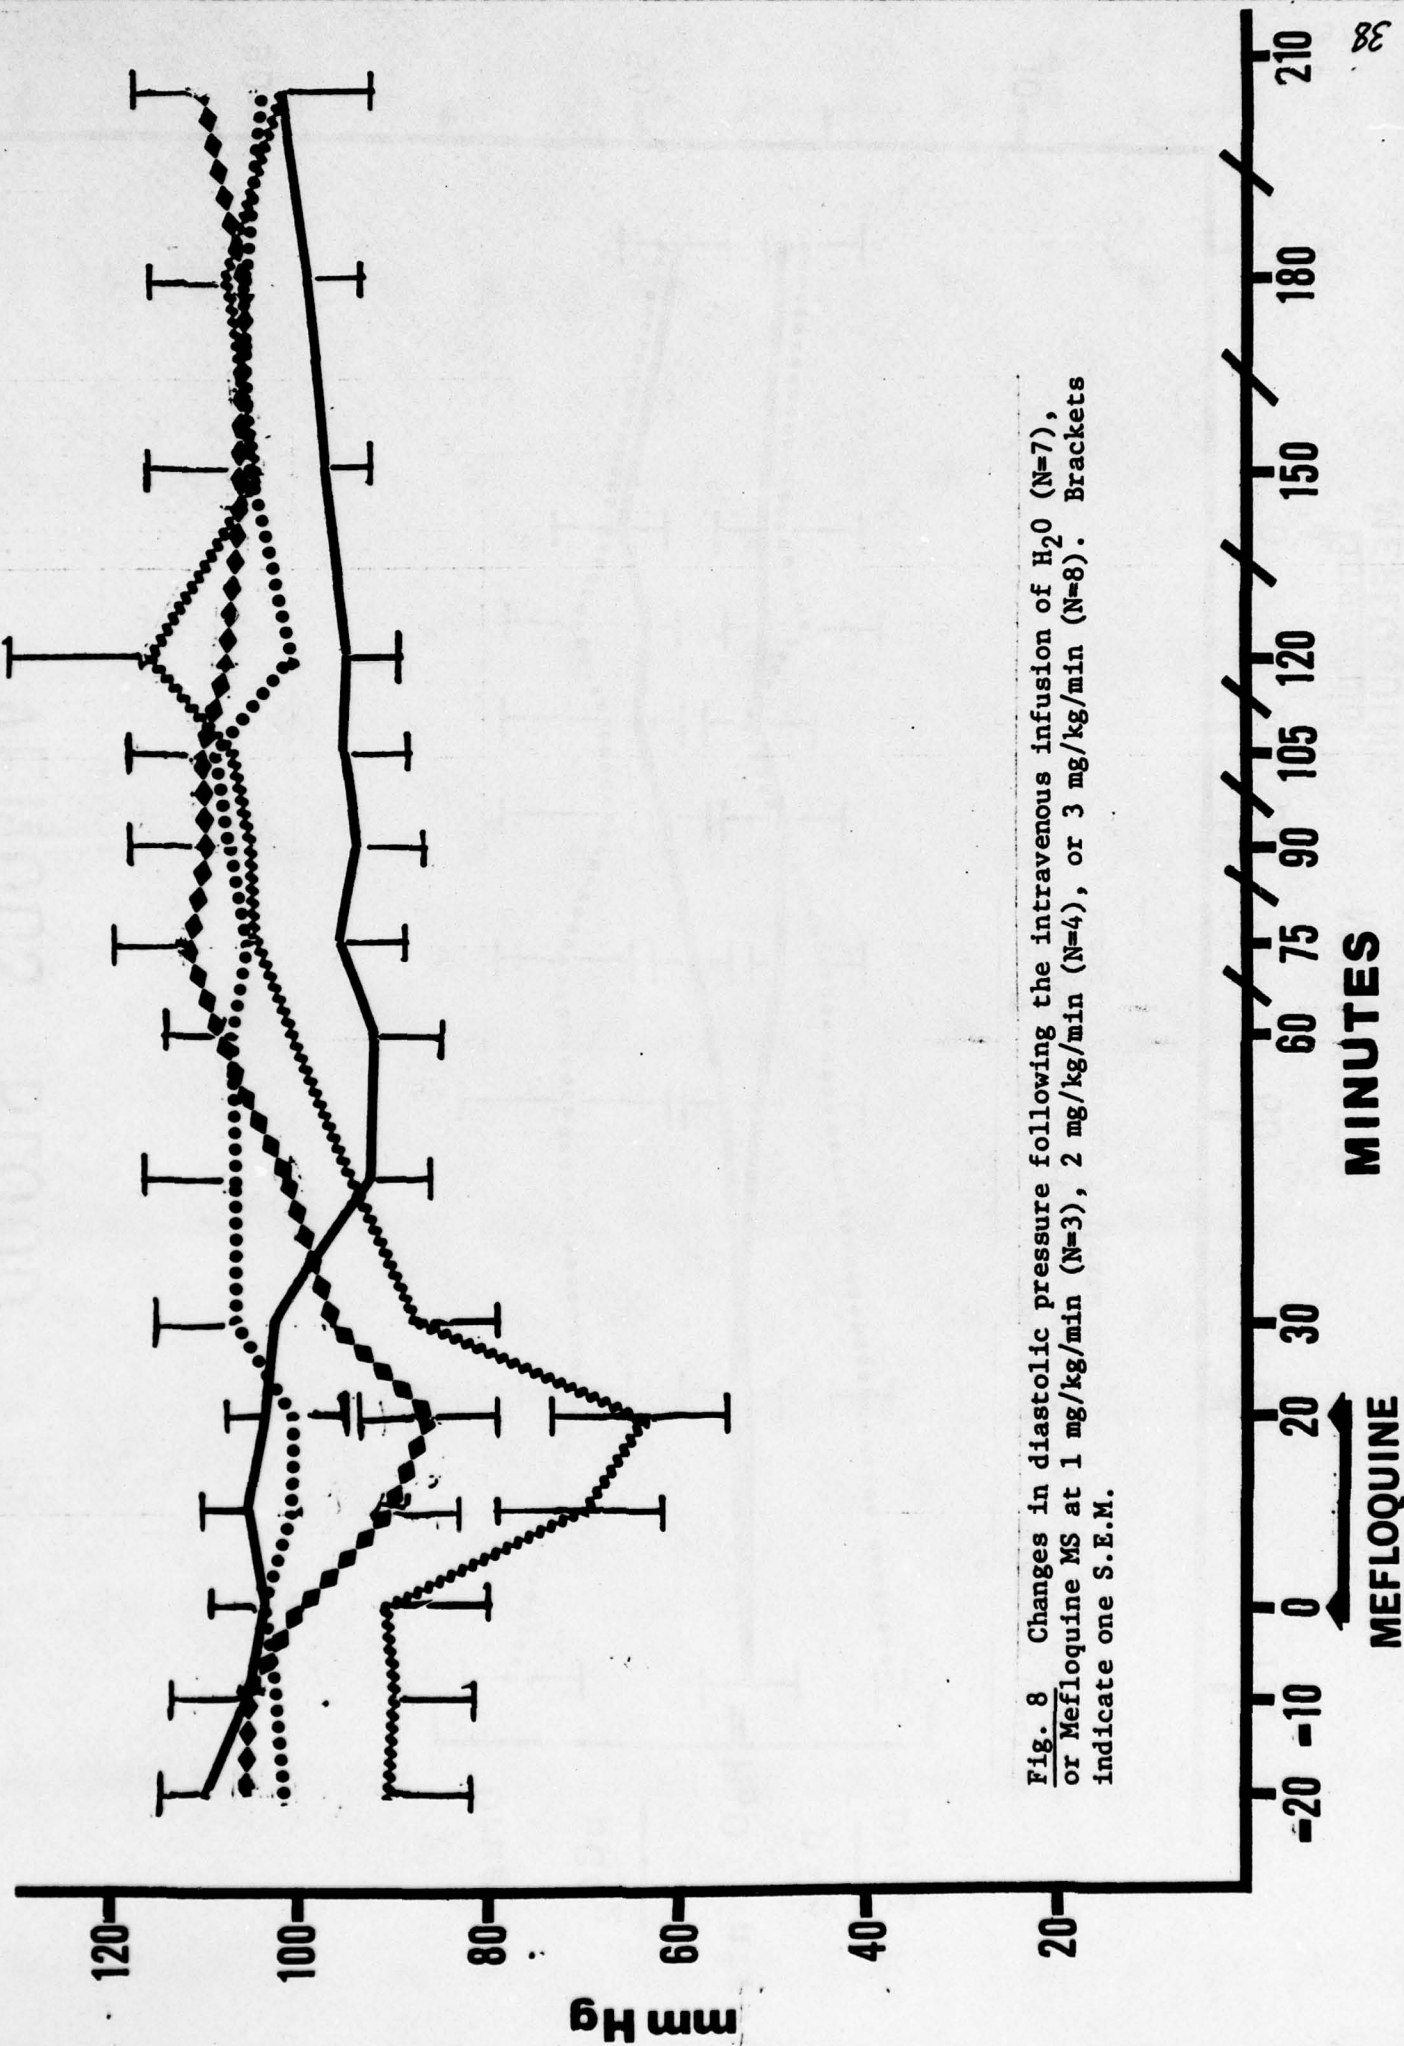 mm Hg
120
100
80
60
40
20
-20 -10 0 10 20 30 60 75 90 105 120 150 180 210
MINUTES
MEFLOQUINE
Fig. 8 Changes in diastolic pressure following the intravenous infusion of H2O (N=7),
or Mefloquine MS at 1 mg/kg/min (N=3), 2 mg/kg/min (N=4), or 3 mg/kg/min (N=8). Brackets
indicate one S.E.M.
38